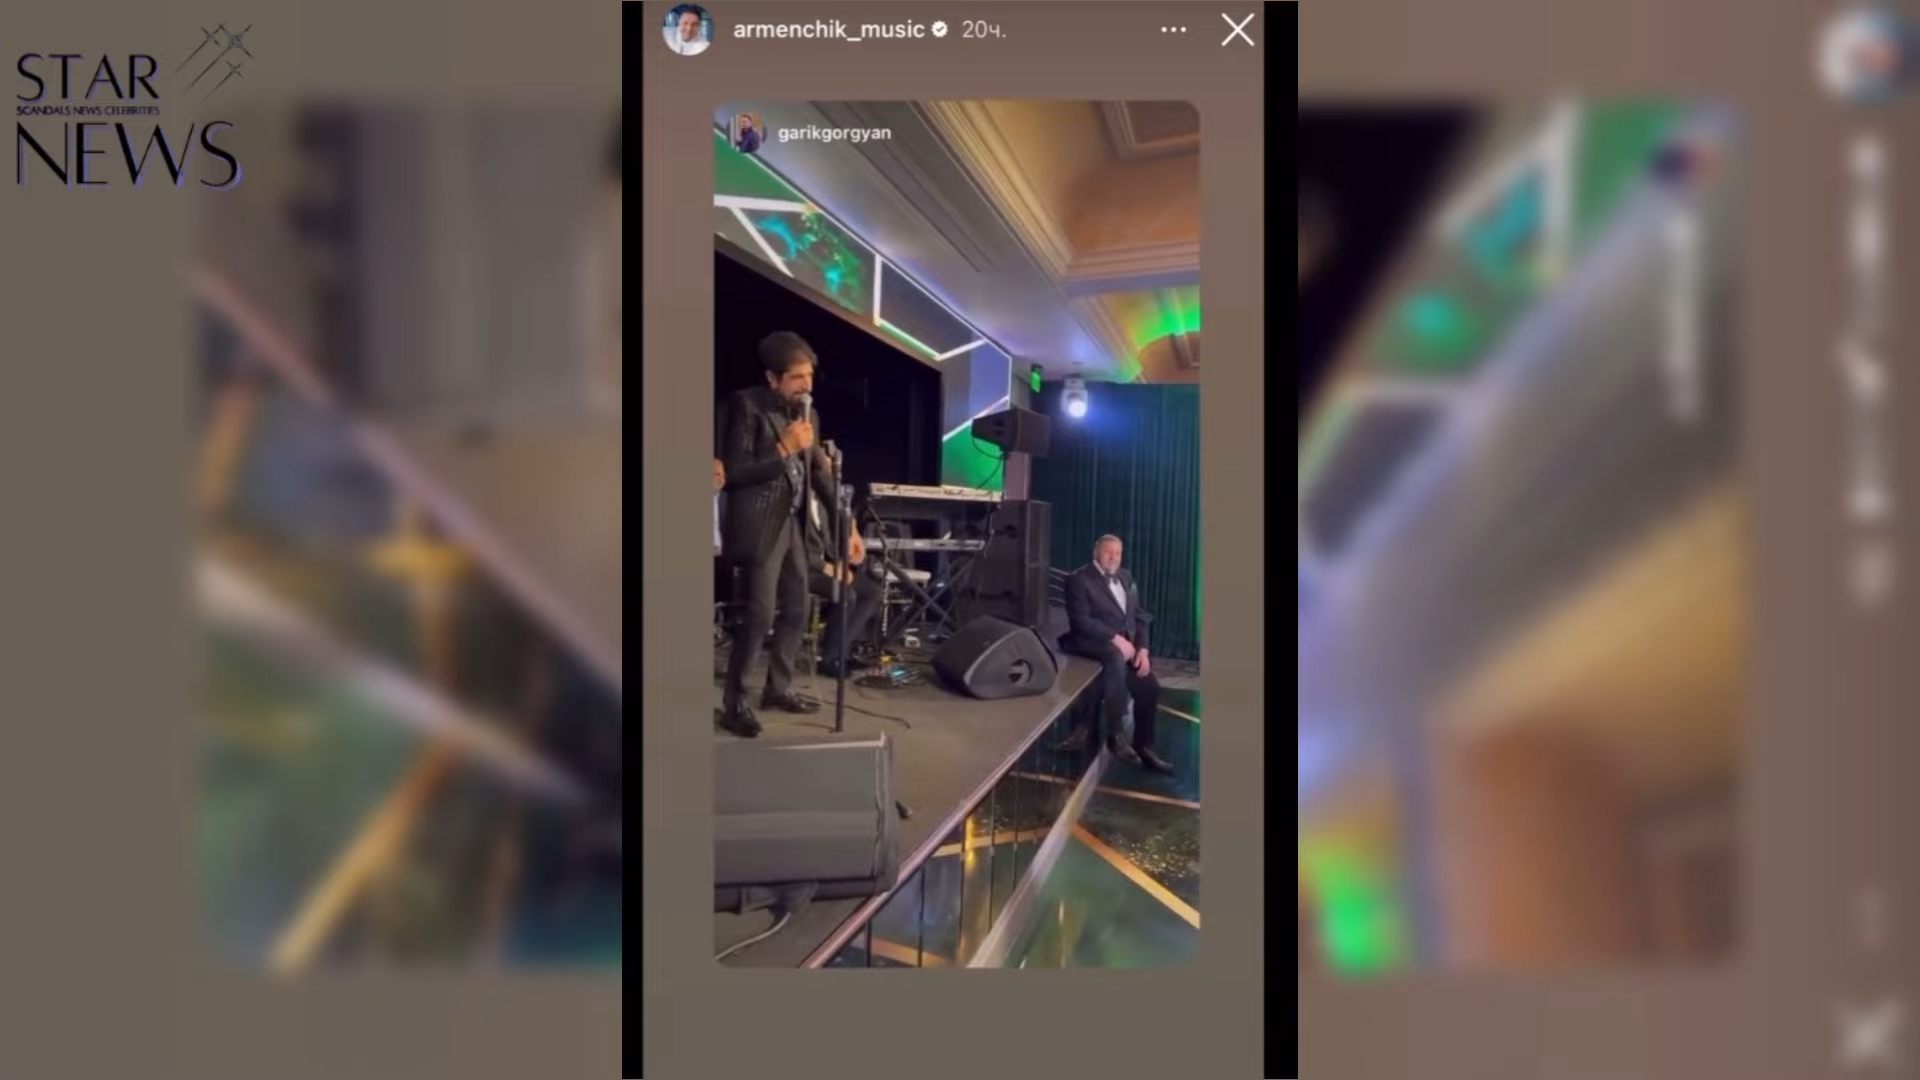 STAR
SCANDALS NEWS CELEBRITIES
NEWS
armenchik_music 20ч.
garikgorgyan